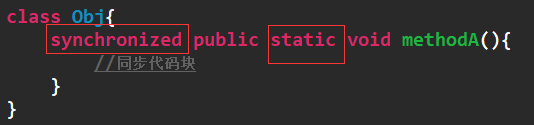 class Obj{
synchronized public static void methodA(){
//同步代码块
}
}